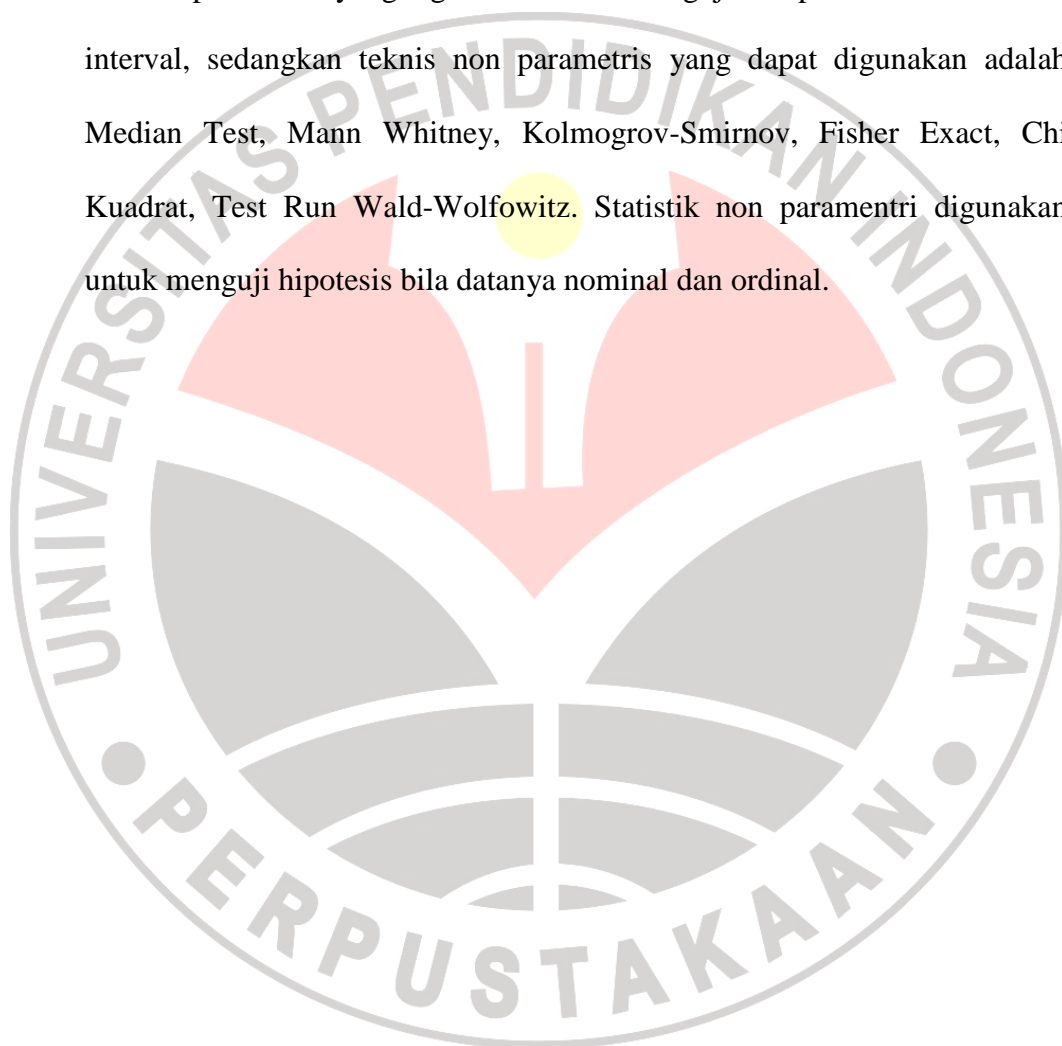 interval, sedangkan teknis non parametris yang dapat digunakan adalah
Median Test, Mann Whitney, Kolmogrov-Smirnov, Fisher Exact, Chi
Kuadrat, Test Run Wald-Wolfowitz. Statistik non paramentri digunakan
untuk menguji hipotesis bila datanya nominal dan ordinal.
UNIVERSITAS PENDIDIKAN INDONESIA
PERPUSTAKAAN